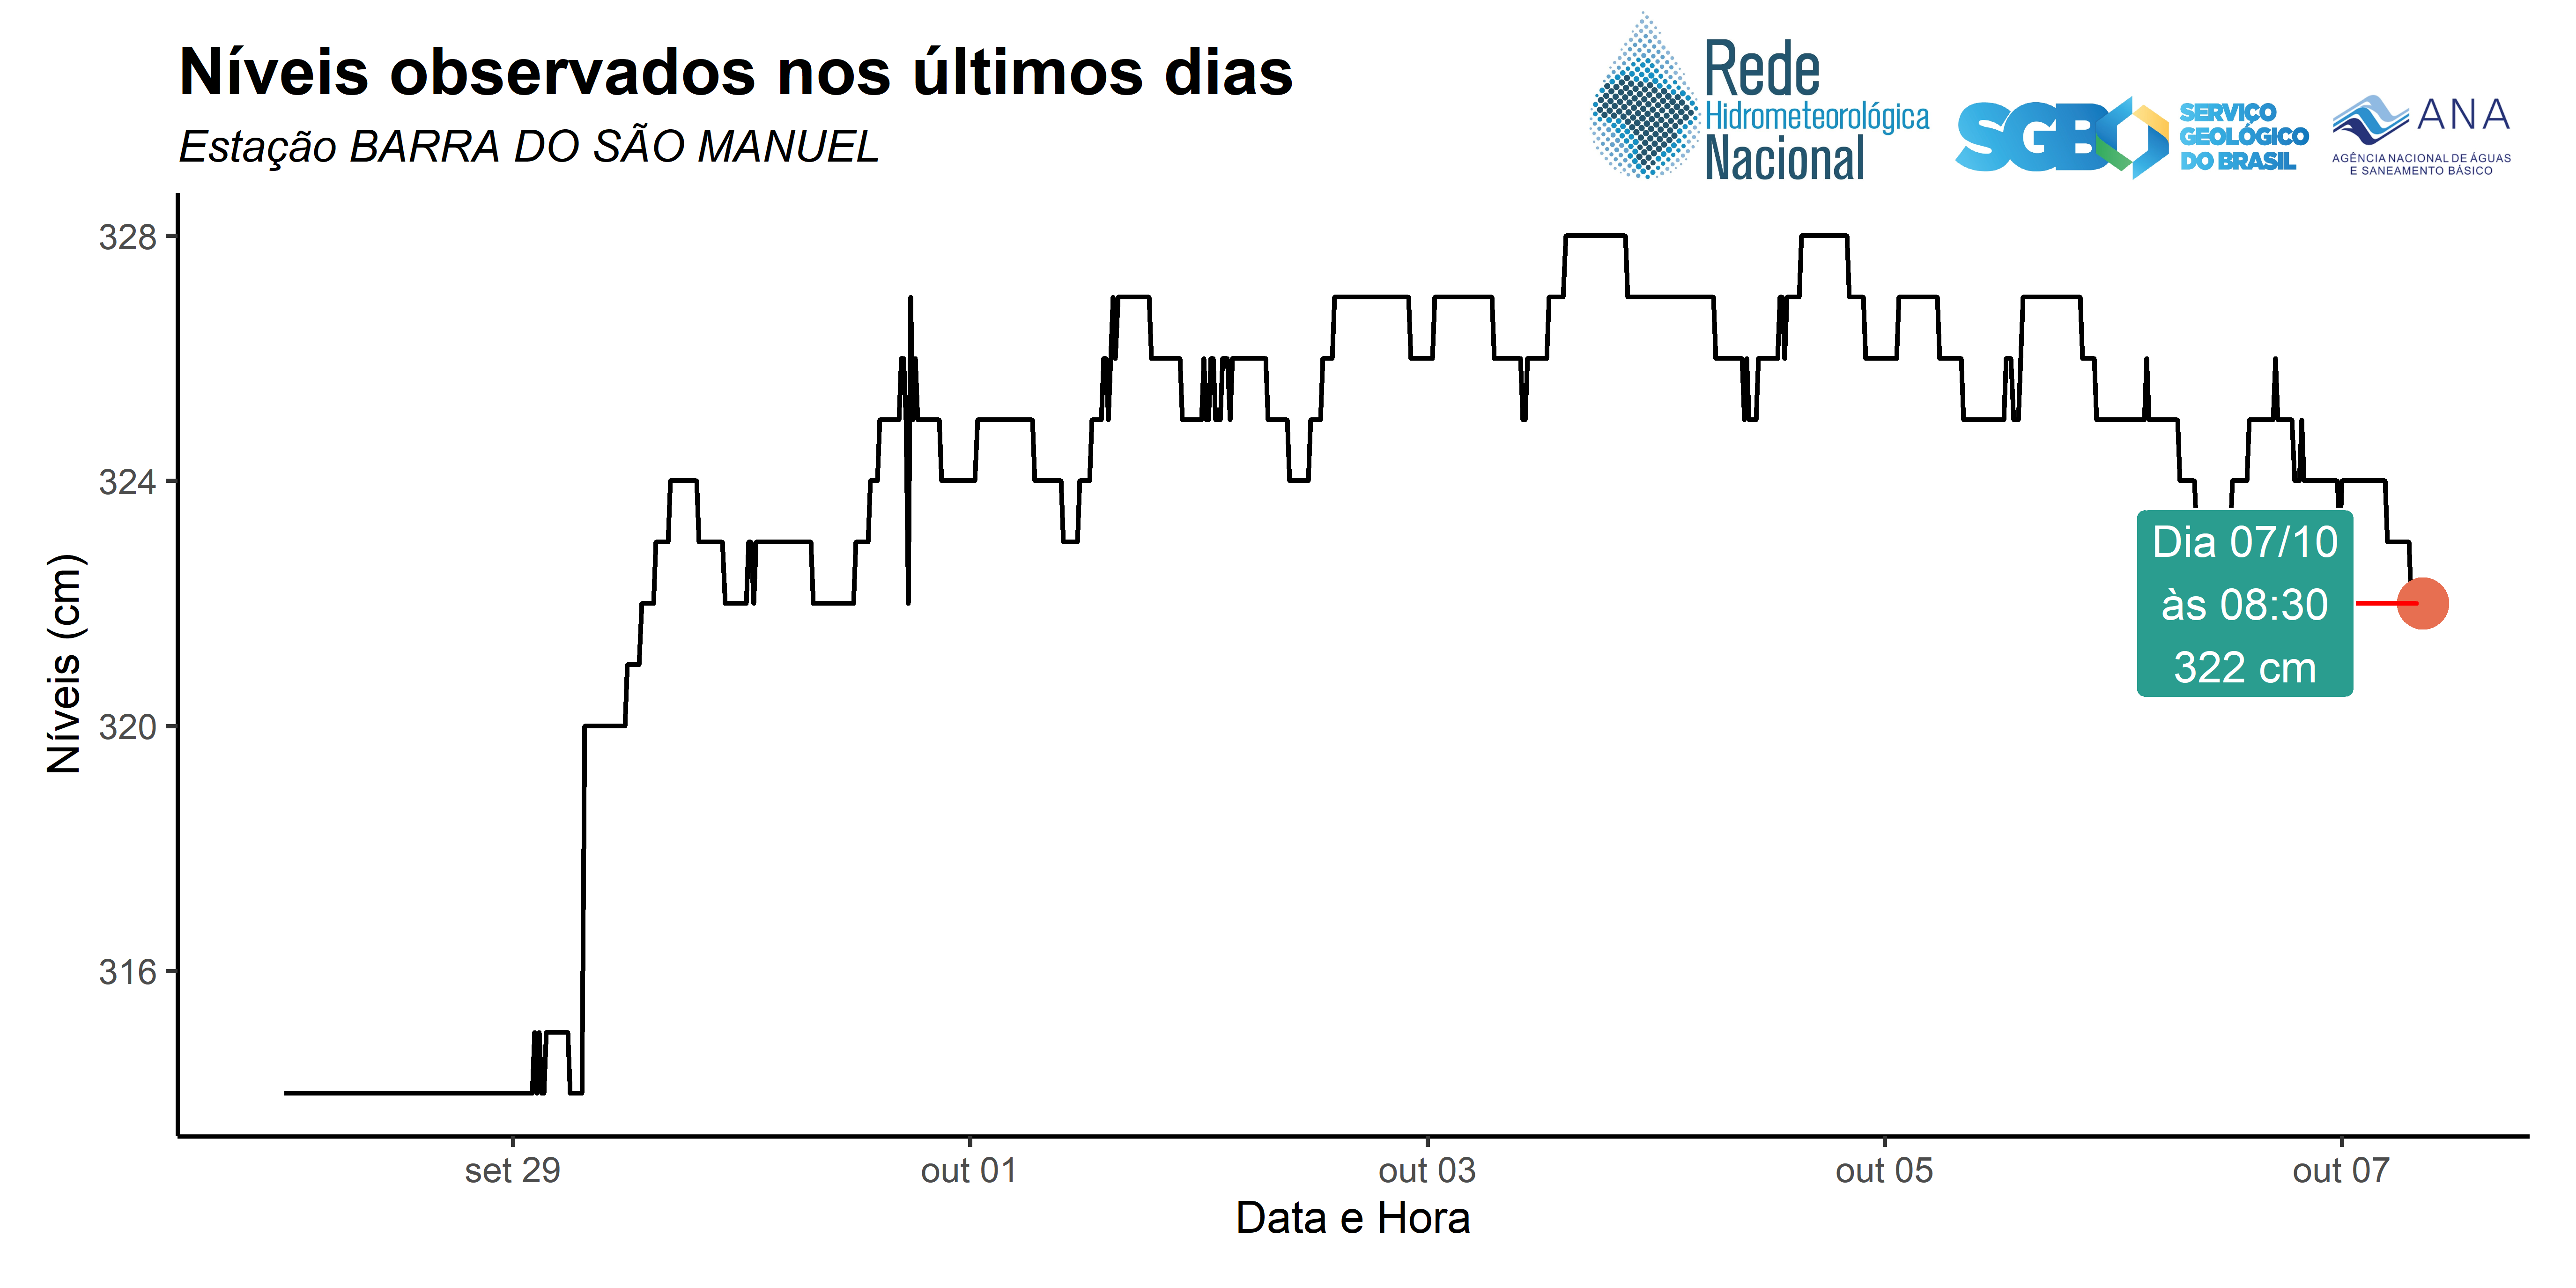 Níveis observados nos últimos dias
Estação BARRA DO SÃO MANUEL
Rede
Hidrometeorológica
Nacional
SGB
SERVIÇO
GEOLÓGICO
DO BRASIL
ANA
AGÊNCIA NACIONAL DE ÁGUAS
E SANEAMENTO BÁSICO
Níveis (cm)
328
324
320
316
Dia 07/10
às 08:30
322 cm
set 29
out 01
out 03
out 05
out 07
Data e Hora